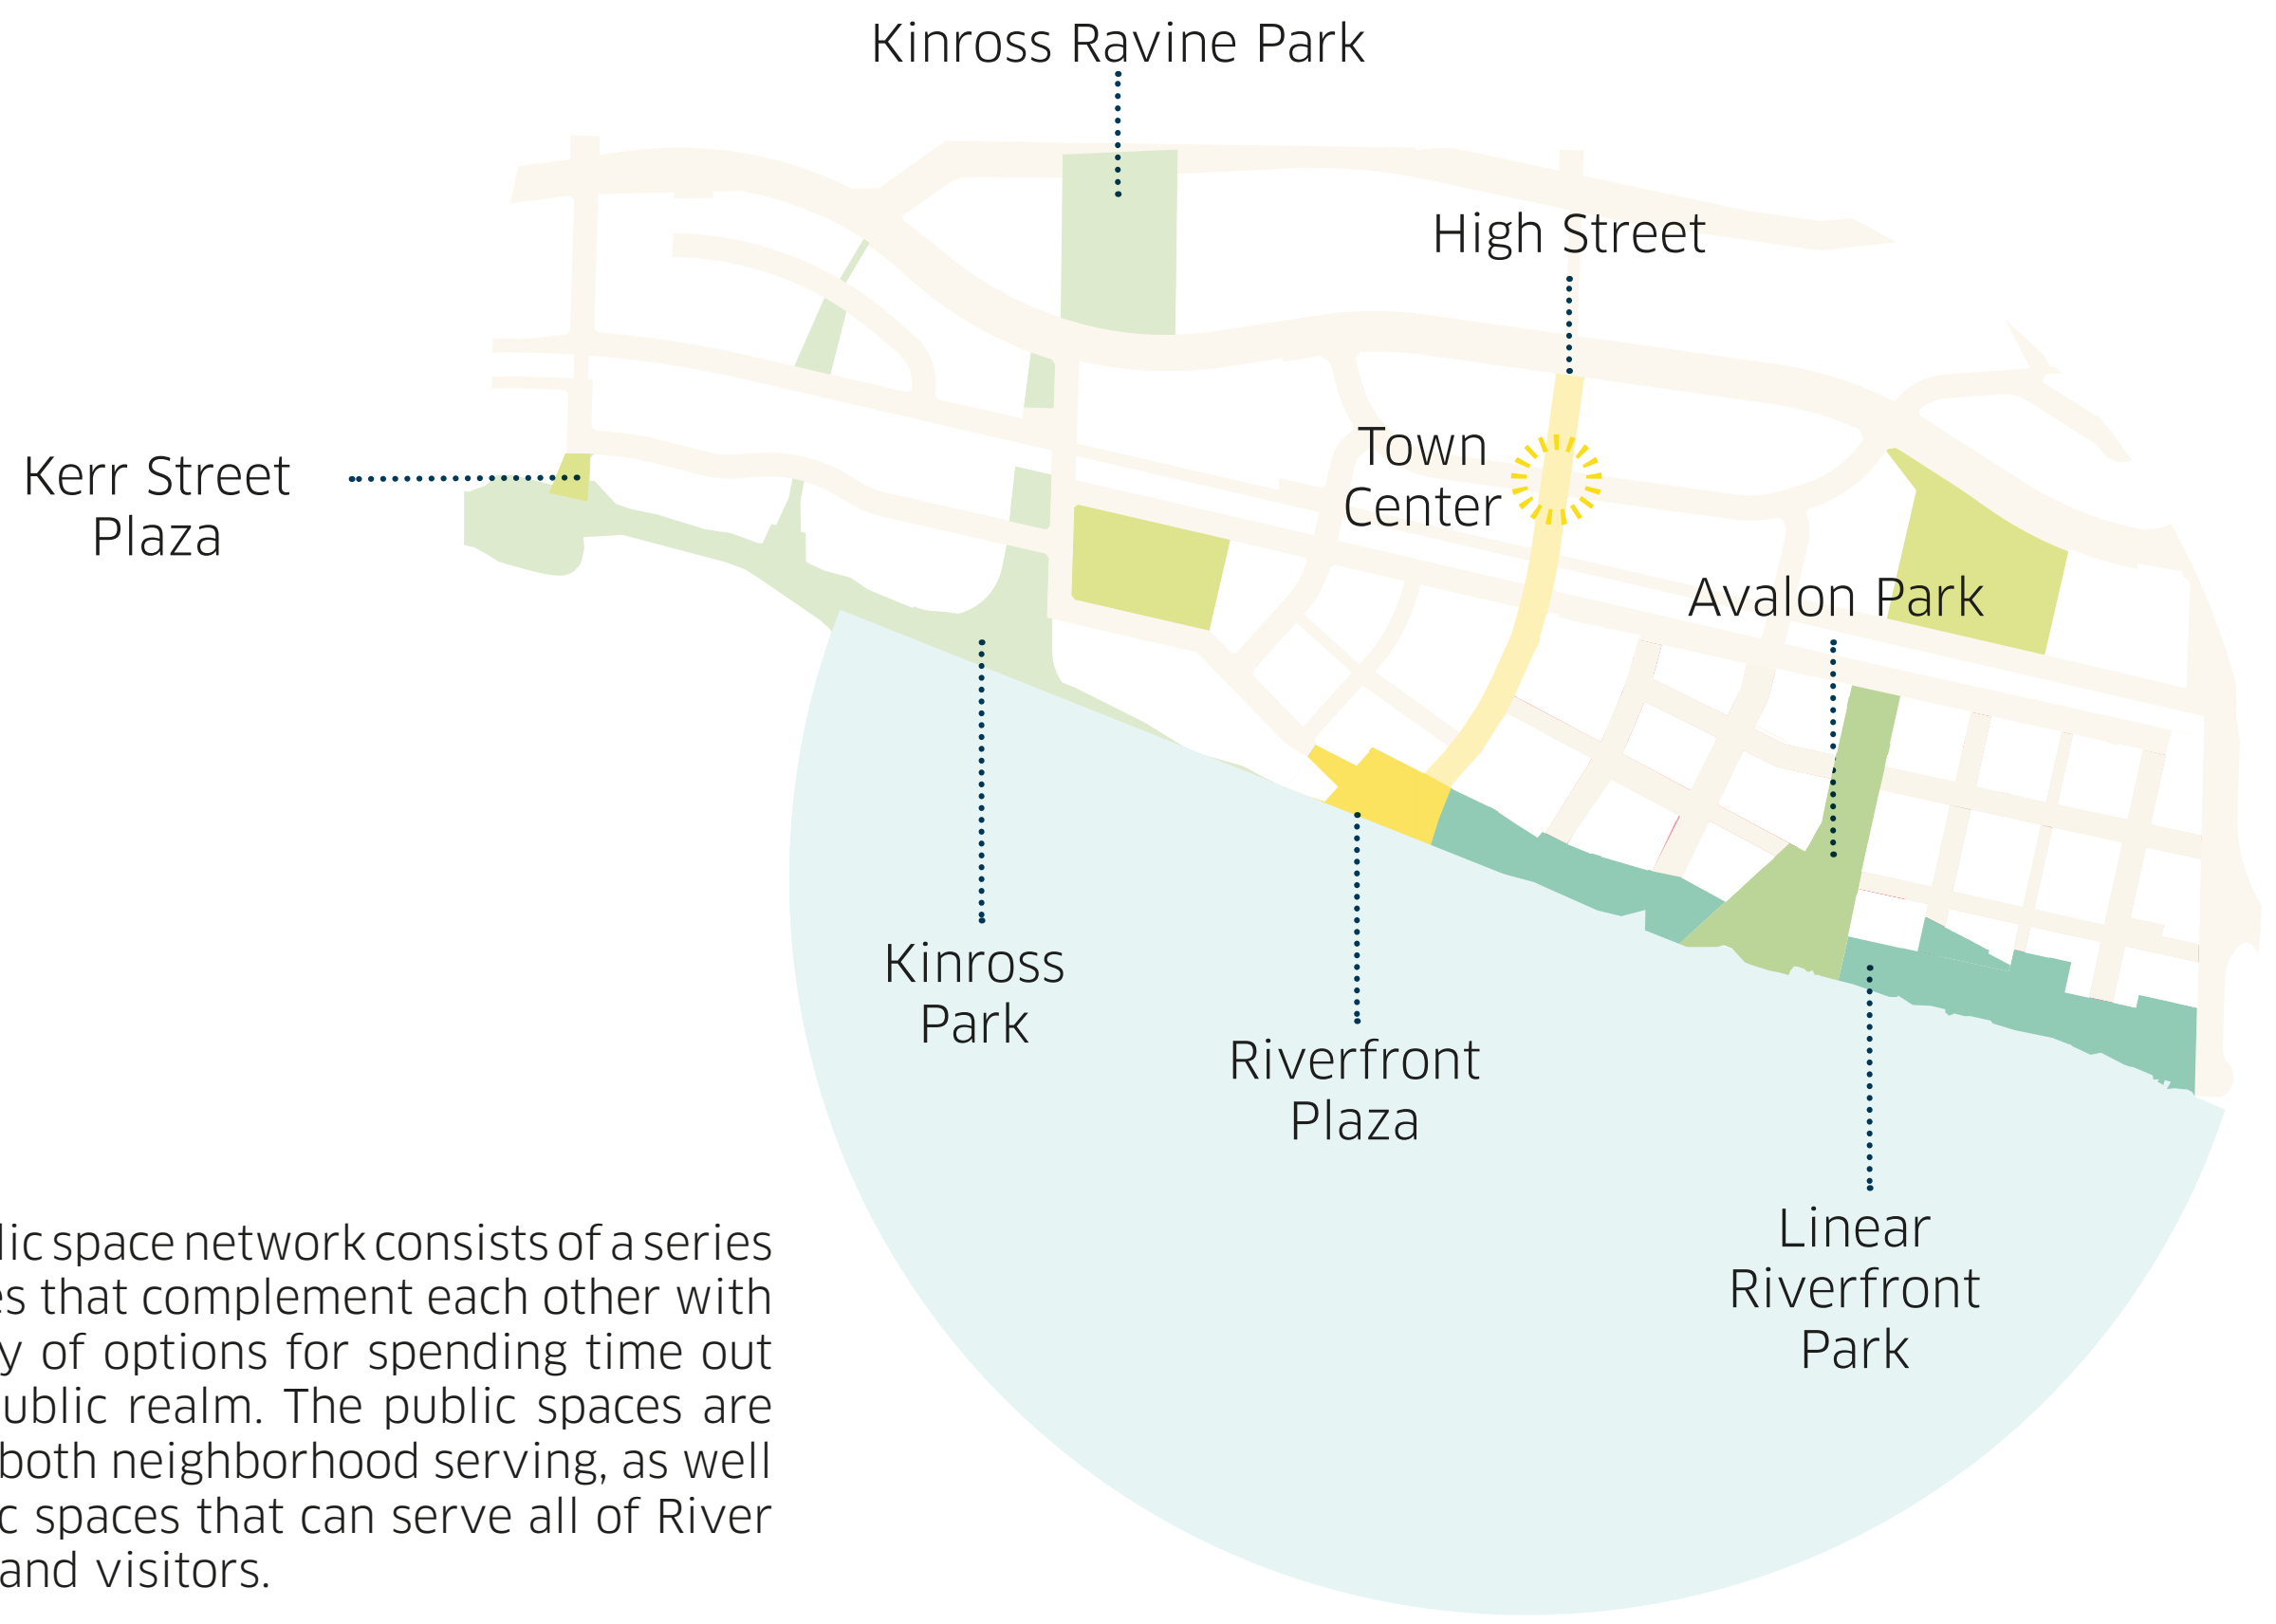 Kinross Ravine Park
High Street
Town
Center
Kerr Street
Plaza
Avalon Park
Kinross
Park
Riverfront
Plaza
Linear
Riverfront
Park
space network consists of a series
that complement each other with
of options for spending time out
realm. The public spaces are
both neighborhood serving, as well
spaces that can serve all of River
and visitors.